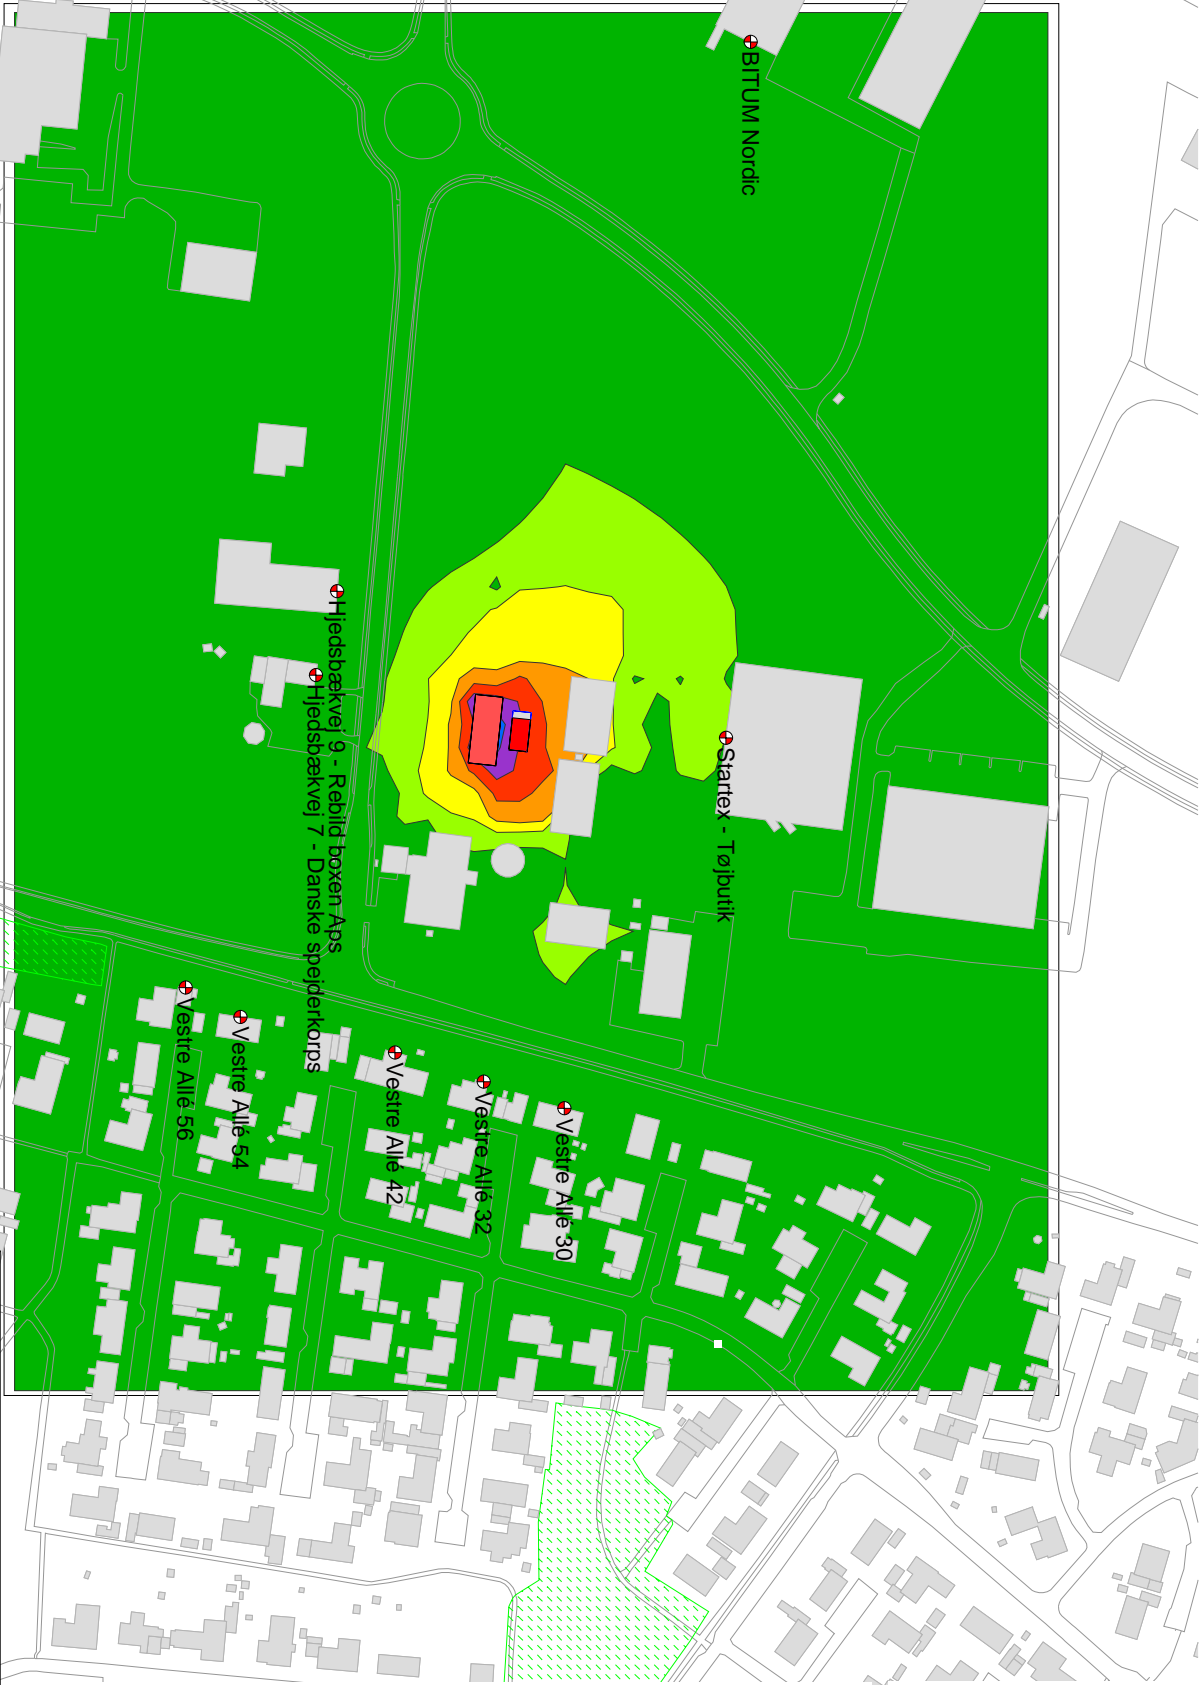 BITUM Nordic
Hjedsbækvej 9 - Rebild boxen Aps
Hjedsbækvej 7 - Danske spejderkorps
Startex - Tøjbutik
Vestre Allé 56
Vestre Allé 54
Vestre Allé 42
Vestre Allé 32
Vestre Allé 30